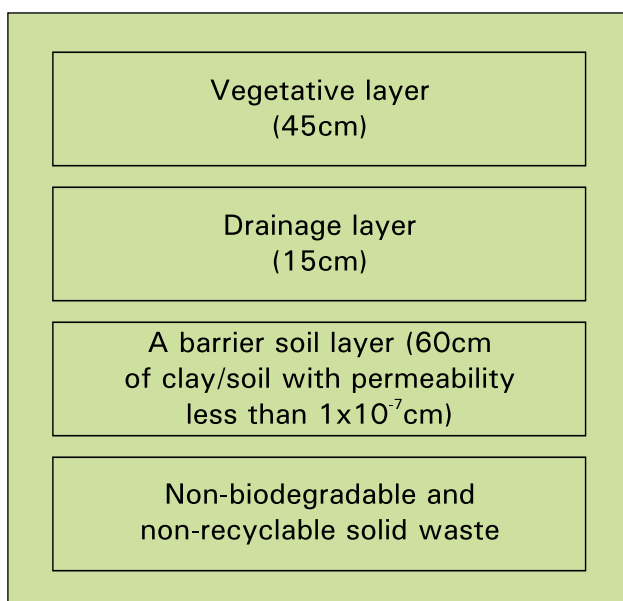 Vegetative layer
(45cm)
Drainage layer
(15cm)
A barrier soil layer (60cm
of clay/soil with permeability
less than 1x10⁻⁷cm)
Non-biodegradable and
non-recyclable solid waste